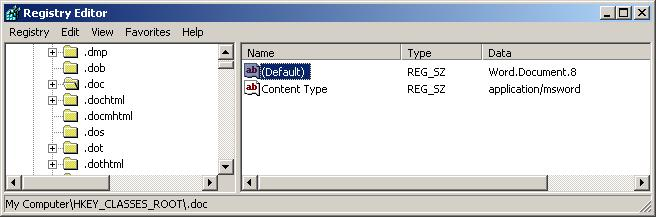 Registry Editor
Registry Edit View Favorites Help
.dmp
.dob
.doc
.dochtml
.docmhtml
.dos
.dot
.dothtml
Name Type Data
(Default) REG_SZ Word.Document.8
Content Type REG_SZ application/msword
My Computer\HKEY_CLASSES_ROOT\.doc